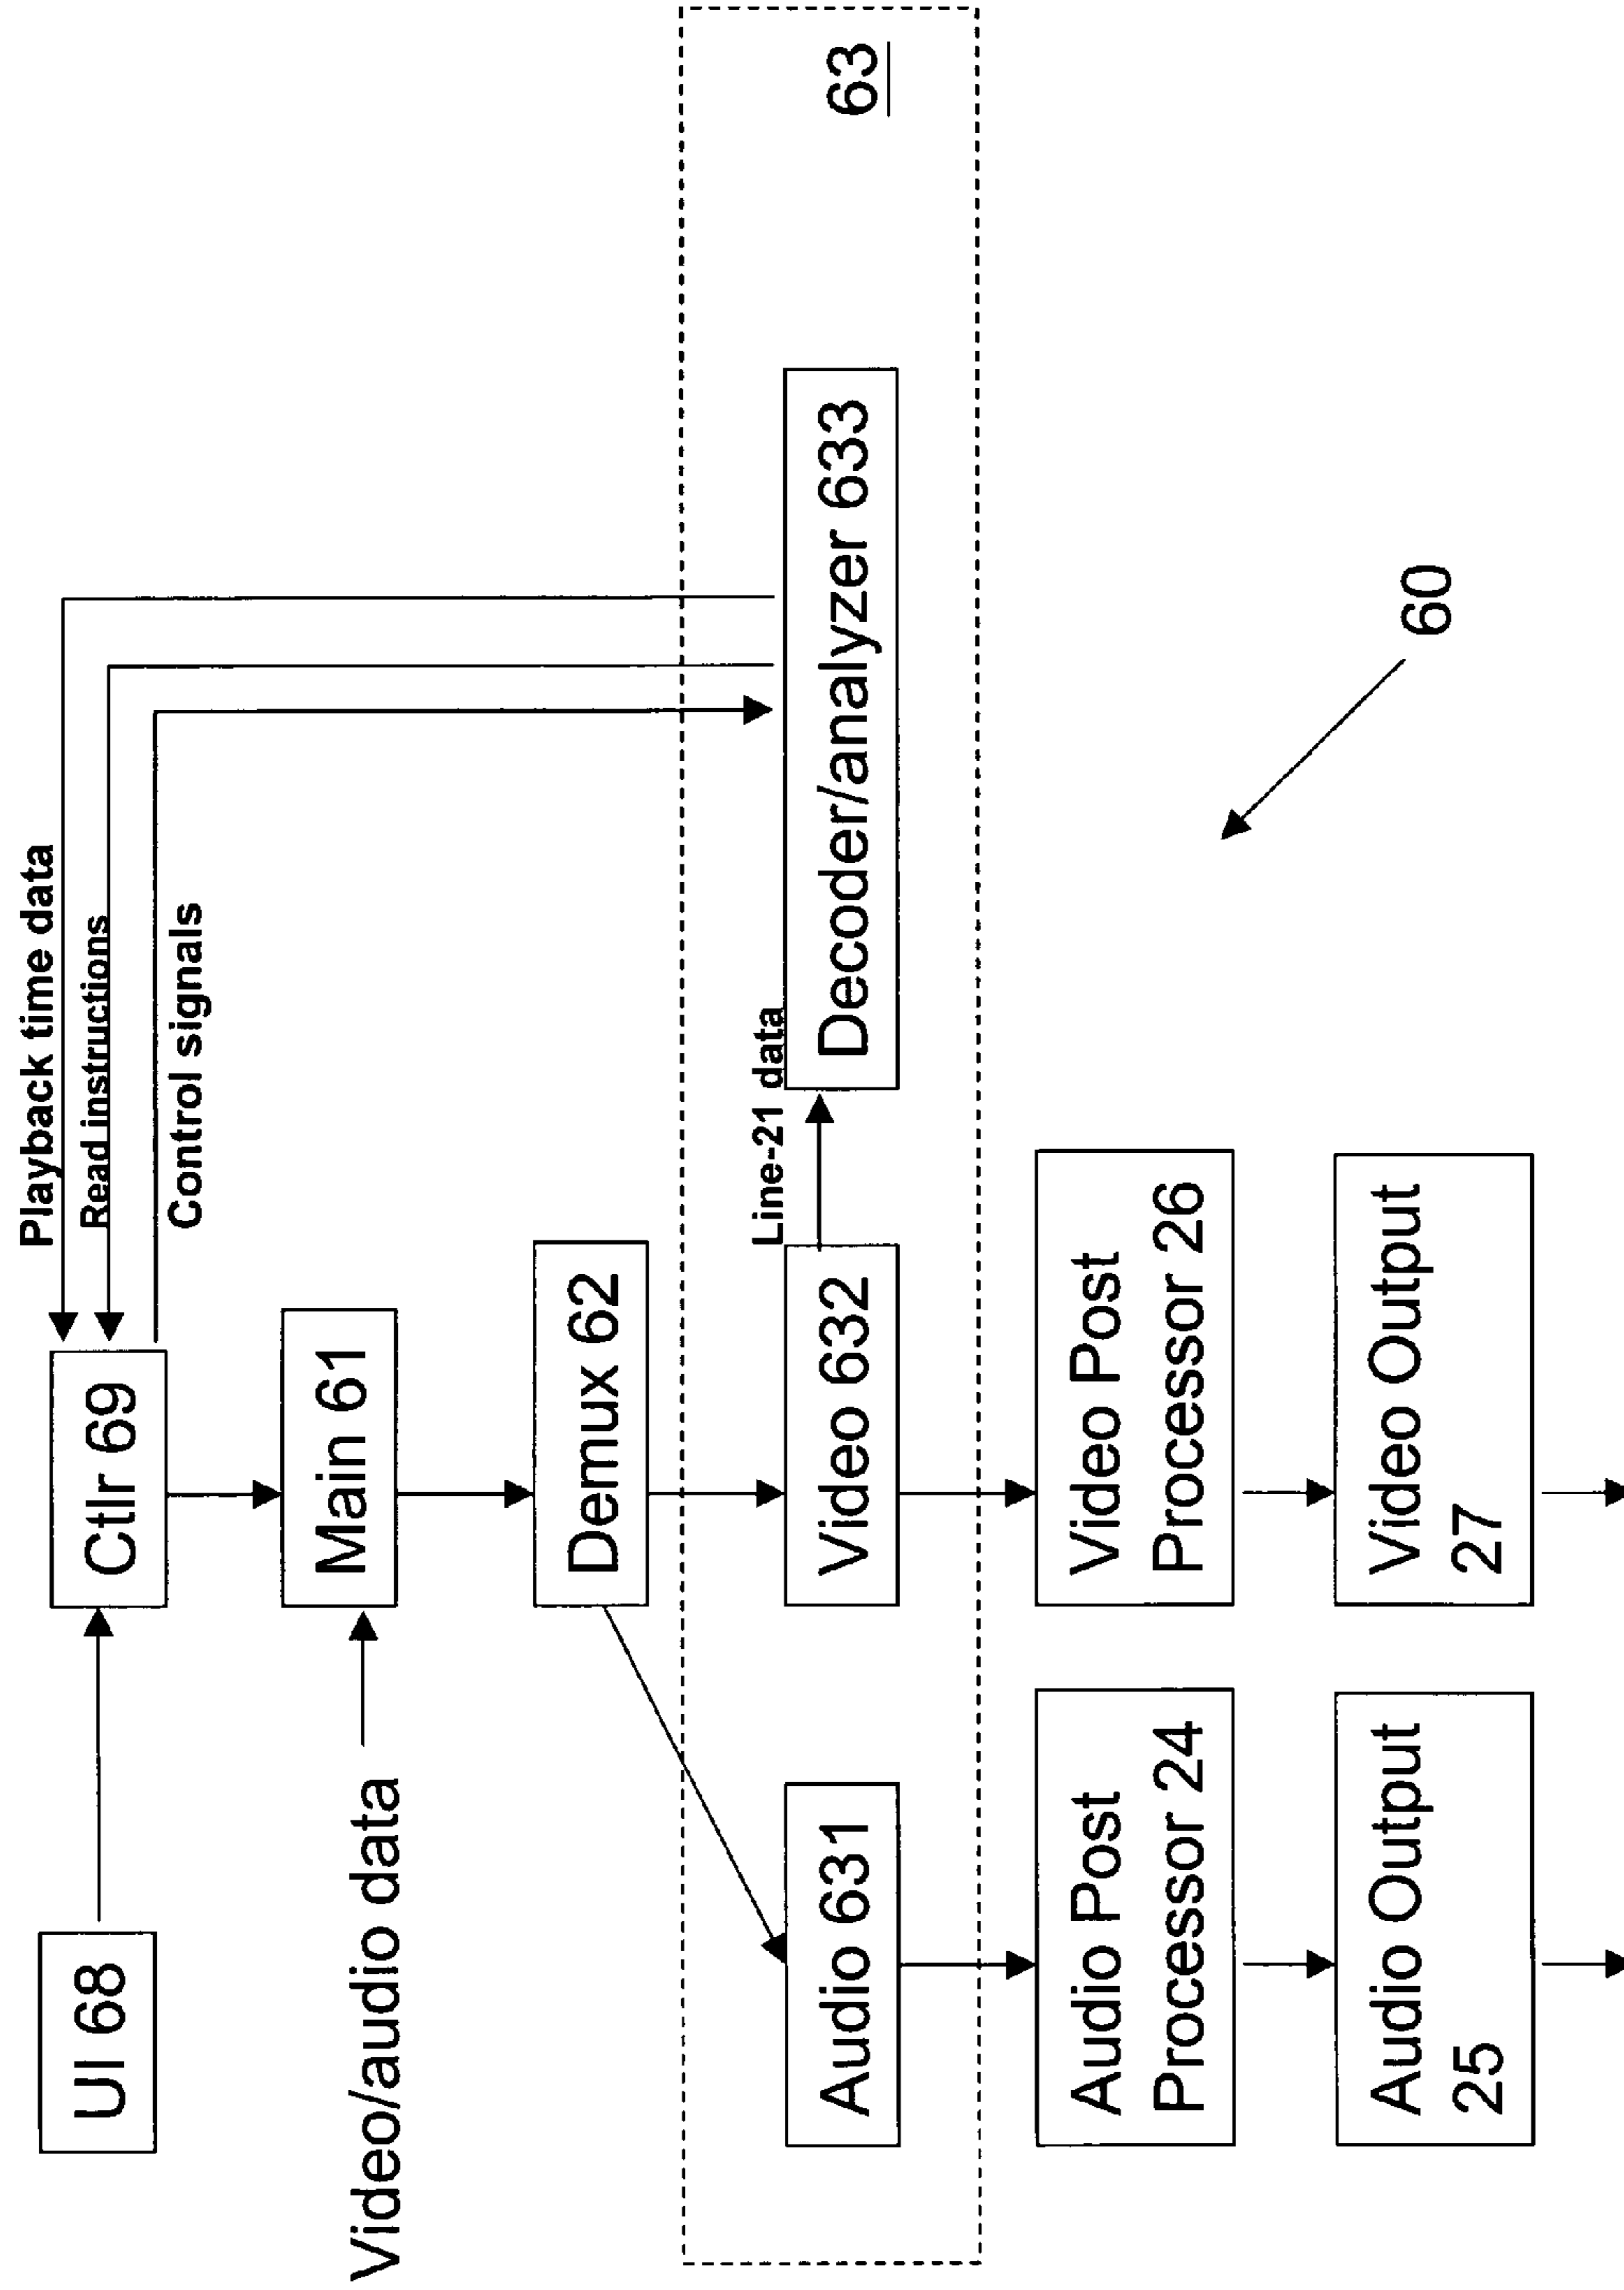 Playback time data
Read instructions
Control signals
UI 68
Ctlr 69
Video/audio data
Main 61
Demux 62
63
Line-21 data
Audio 631
Video 632
Decoder/analyzer 633
Audio Post
Processor 24
Video Post
Processor 26
60
Audio Output
25
Video Output
27